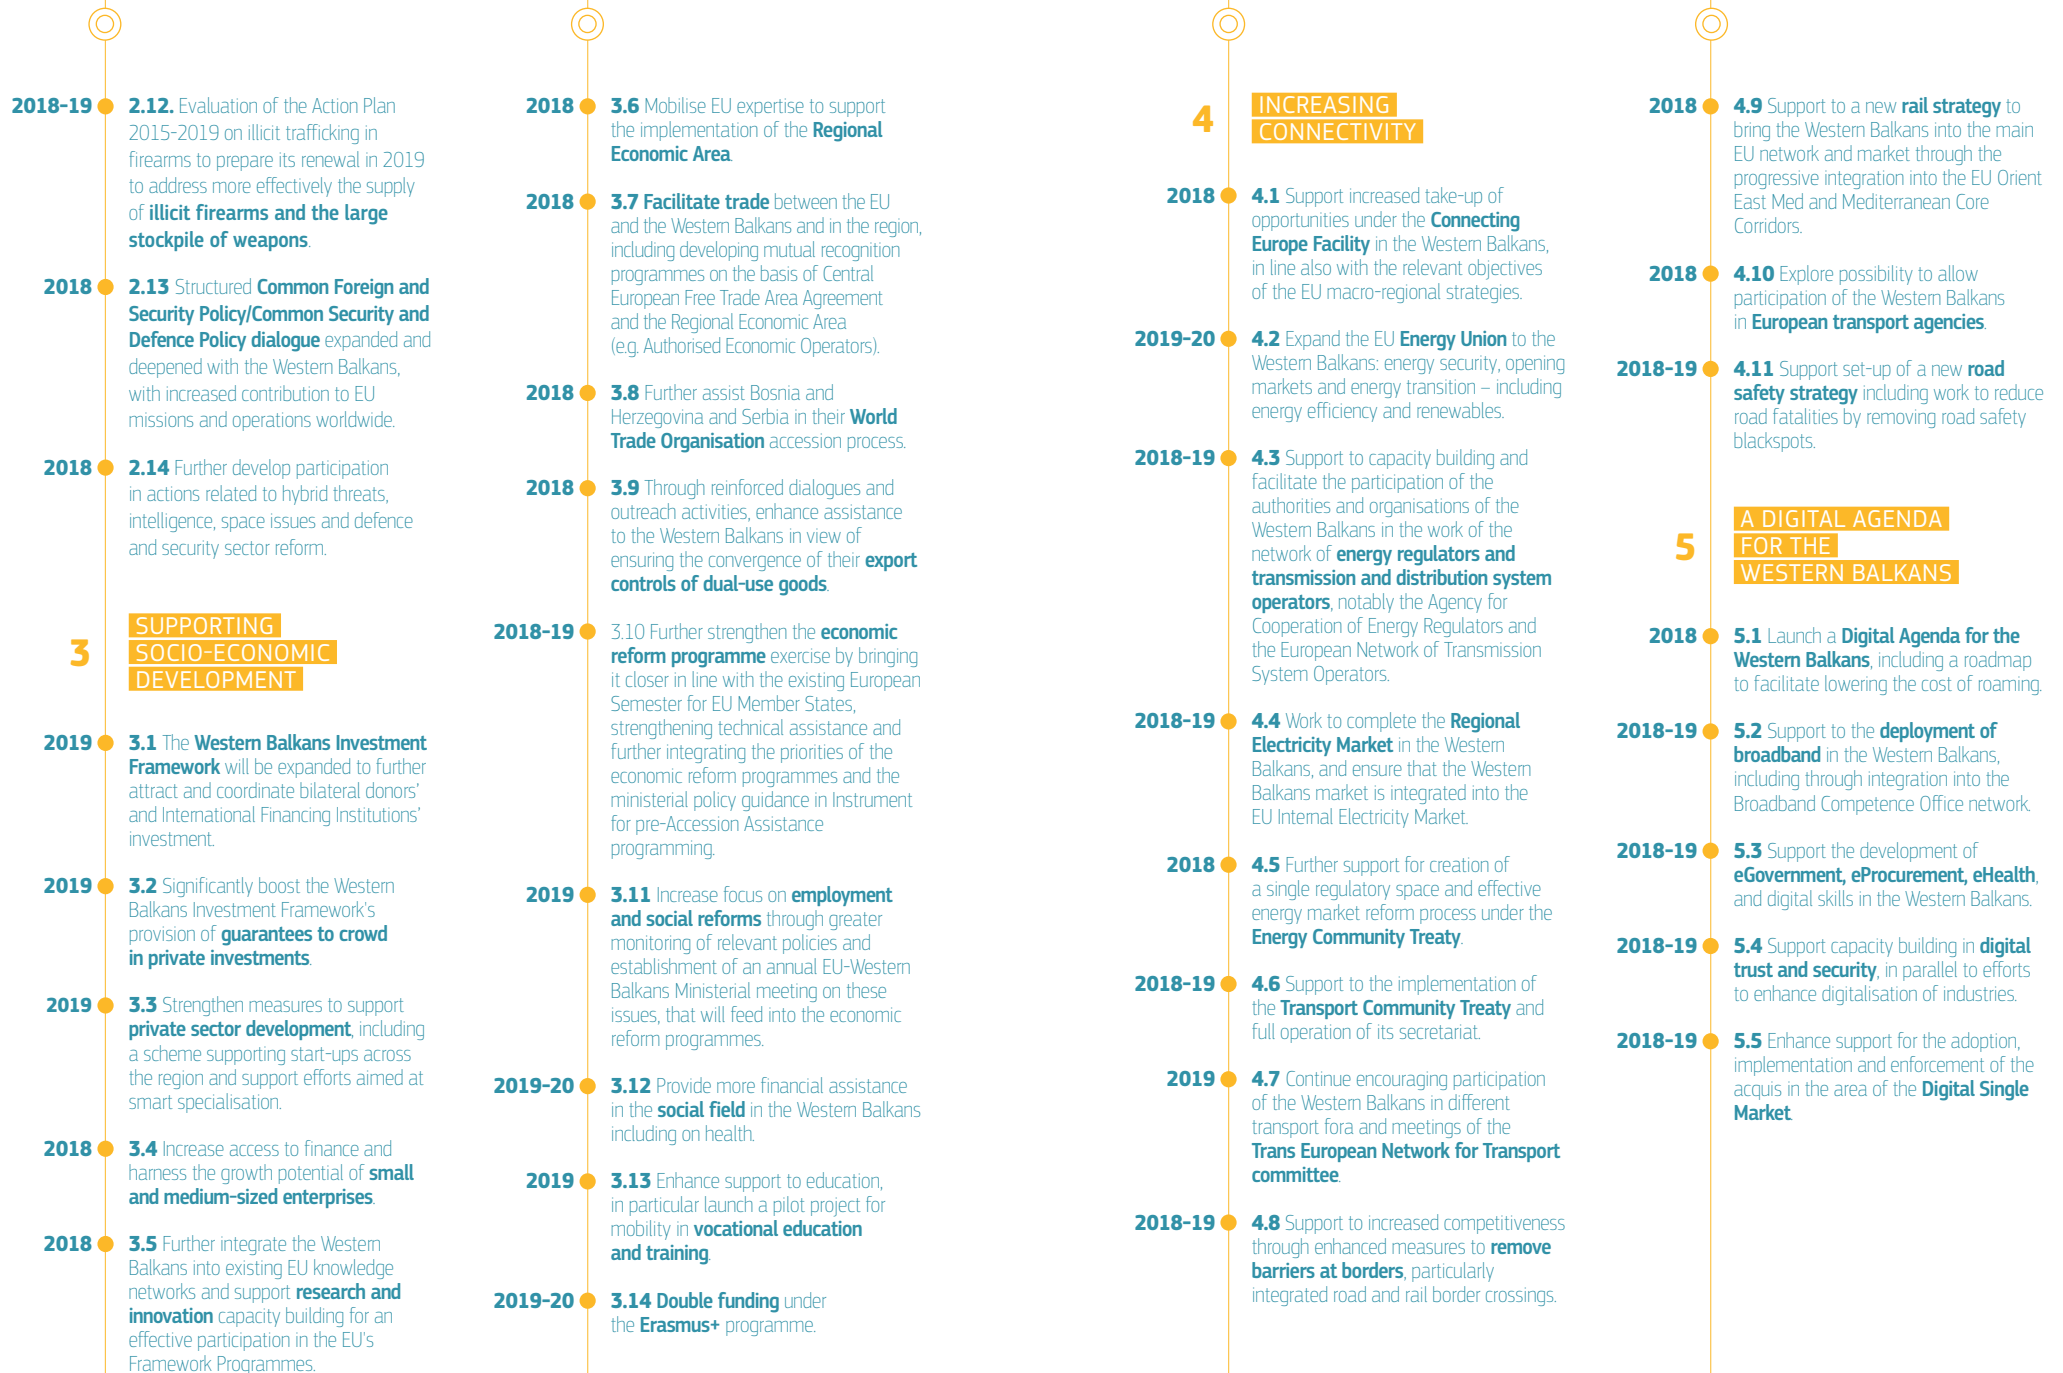 2018-19
2.12. Evaluation of the Action Plan
2015-2019 on illicit trafficking in
firearms to prepare its renewal in 2019
to address more effectively the supply
of illicit firearms and the large
stockpile of weapons.
2018
2.13 Structured Common Foreign and
Security Policy/Common Security and
Defence Policy dialogue expanded and
deepened with the Western Balkans,
with increased contribution to EU
missions and operations worldwide.
2018
2.14 Further develop participation
in actions related to hybrid threats,
intelligence, space issues and defence
and security sector reform.
3
SUPPORTING
SOCIO-ECONOMIC
DEVELOPMENT
2019
3.1 The Western Balkans Investment
Framework will be expanded to further
attract and coordinate bilateral donors'
and International Financing Institutions'
investment.
2019
3.2 Significantly boost the Western
Balkans Investment Framework's
provision of guarantees to crowd
in private investments.
2019
3.3 Strengthen measures to support
private sector development, including
a scheme supporting start-ups across
the region and support efforts aimed at
smart specialisation.
2018
3.4 Increase access to finance and
harness the growth potential of small
and medium-sized enterprises.
2018
3.5 Further integrate the Western
Balkans into existing EU knowledge
networks and support research and
innovation capacity building for an
effective participation in the EU's
Framework Programmes.
2018
3.6 Mobilise EU expertise to support
the implementation of the Regional
Economic Area.
2018
3.7 Facilitate trade between the EU
and the Western Balkans and in the region,
including developing mutual recognition
programmes on the basis of Central
European Free Trade Area Agreement
and the Regional Economic Area
(e.g. Authorised Economic Operators).
2018
3.8 Further assist Bosnia and
Herzegovina and Serbia in their World
Trade Organisation accession process.
2018
3.9 Through reinforced dialogues and
outreach activities, enhance assistance
to the Western Balkans in view of
ensuring the convergence of their export
controls of dual-use goods.
2018-19
3.10 Further strengthen the economic
reform programme exercise by bringing
it closer in line with the existing European
Semester for EU Member States,
strengthening technical assistance and
further integrating the priorities of the
economic reform programmes and the
ministerial policy guidance in Instrument
for pre-Accession Assistance
programming.
2019
3.11 Increase focus on employment
and social reforms through greater
monitoring of relevant policies and
establishment of an annual EU-Western
Balkans Ministerial meeting on these
issues, that will feed into the economic
reform programmes.
2019-20
3.12 Provide more financial assistance
in the social field in the Western Balkans
including on health.
2019
3.13 Enhance support to education,
in particular launch a pilot project for
mobility in vocational education
and training.
2019-20
3.14 Double funding under
the Erasmus+ programme.
4
INCREASING
CONNECTIVITY
2018
4.1 Support increased take-up of
opportunities under the Connecting
Europe Facility in the Western Balkans,
in line also with the relevant objectives
of the EU macro-regional strategies.
2019-20
4.2 Expand the EU Energy Union to the
Western Balkans: energy security, opening
markets and energy transition – including
energy efficiency and renewables.
2018-19
4.3 Support to capacity building and
facilitate the participation of the
authorities and organisations of the
Western Balkans in the work of the
network of energy regulators and
transmission and distribution system
operators, notably the Agency for
Cooperation of Energy Regulators and
the European Network of Transmission
System Operators.
2018-19
4.4 Work to complete the Regional
Electricity Market in the Western
Balkans, and ensure that the Western
Balkans market is integrated into the
EU Internal Electricity Market.
2018
4.5 Further support for creation of
a single regulatory space and effective
energy market reform process under the
Energy Community Treaty.
2018-19
4.6 Support to the implementation of
the Transport Community Treaty and
full operation of its secretariat.
2019
4.7 Continue encouraging participation
of the Western Balkans in different
transport fora and meetings of the
Trans European Network for Transport
committee.
2018-19
4.8 Support to increased competitiveness
through enhanced measures to remove
barriers at borders, particularly
integrated road and rail border crossings.
2018
4.9 Support to a new rail strategy to
bring the Western Balkans into the main
EU network and market through the
progressive integration into the EU Orient
East Med and Mediterranean Core
Corridors.
2018
4.10 Explore possibility to allow
participation of the Western Balkans
in European transport agencies.
2018-19
4.11 Support set-up of a new road
safety strategy including work to reduce
road fatalities by removing road safety
blackspots.
5
A DIGITAL AGENDA
FOR THE
WESTERN BALKANS
2018
5.1 Launch a Digital Agenda for the
Western Balkans, including a roadmap
to facilitate lowering the cost of roaming.
2018-19
5.2 Support to the deployment of
broadband in the Western Balkans,
including through integration into the
Broadband Competence Office network.
2018-19
5.3 Support the development of
eGovernment, eProcurement, eHealth,
and digital skills in the Western Balkans.
2018-19
5.4 Support capacity building in digital
trust and security, in parallel to efforts
to enhance digitalisation of industries.
2018-19
5.5 Enhance support for the adoption,
implementation and enforcement of the
acquis in the area of the Digital Single
Market.